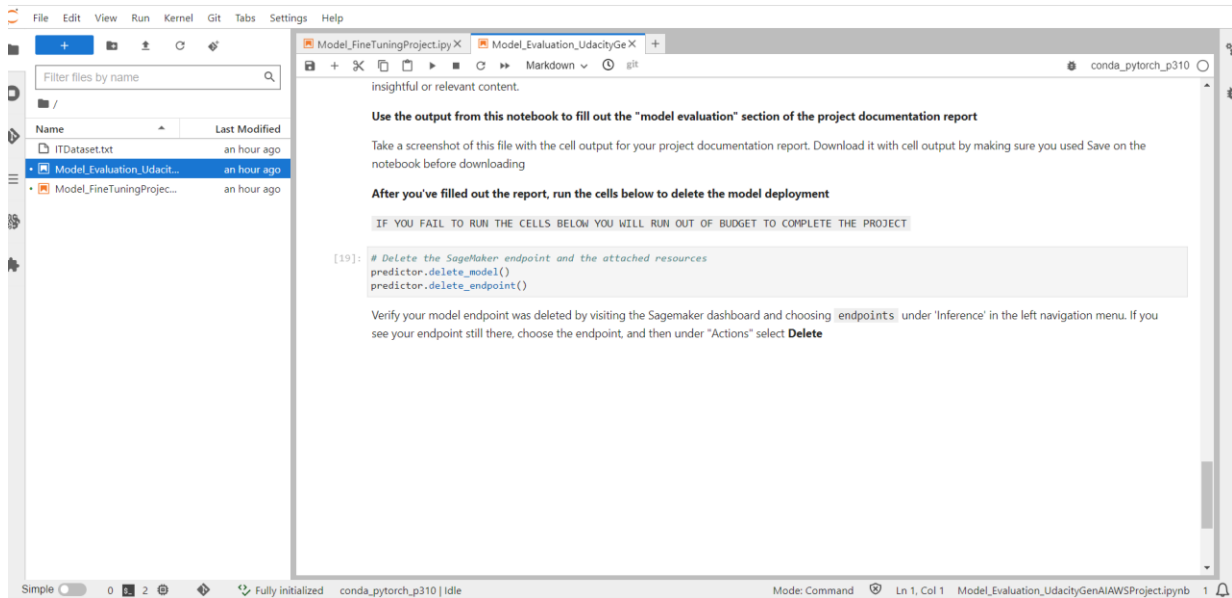 File Edit View Run Kernel Git Tabs Settings Help
Filter files by name
/
Name Last Modified
ITDataset.txt an hour ago
Model_Evaluation_Udacit... an hour ago
Model_FineTuningProjec... an hour ago
Model_FineTuningProject.ipy Model_Evaluation_UdacityGe
Markdown git conda_pytorch_p310
insightful or relevant content.
Use the output from this notebook to fill out the "model evaluation" section of the project documentation report
Take a screenshot of this file with the cell output for your project documentation report. Download it with cell output by making sure you used Save on the
notebook before downloading
After you've filled out the report, run the cells below to delete the model deployment
IF YOU FAIL TO RUN THE CELLS BELOW YOU WILL RUN OUT OF BUDGET TO COMPLETE THE PROJECT
[19]: # Delete the SageMaker endpoint and the attached resources
predictor.delete_model()
predictor.delete_endpoint()
Verify your model endpoint was deleted by visiting the Sagemaker dashboard and choosing endpoints under 'Inference' in the left navigation menu. If you
see your endpoint still there, choose the endpoint, and then under "Actions" select Delete
Simple 0 2 Fully initialized conda_pytorch_p310 | Idle Mode: Command Ln 1, Col 1 Model_Evaluation_UdacityGenAIAWSProject.ipynb 1